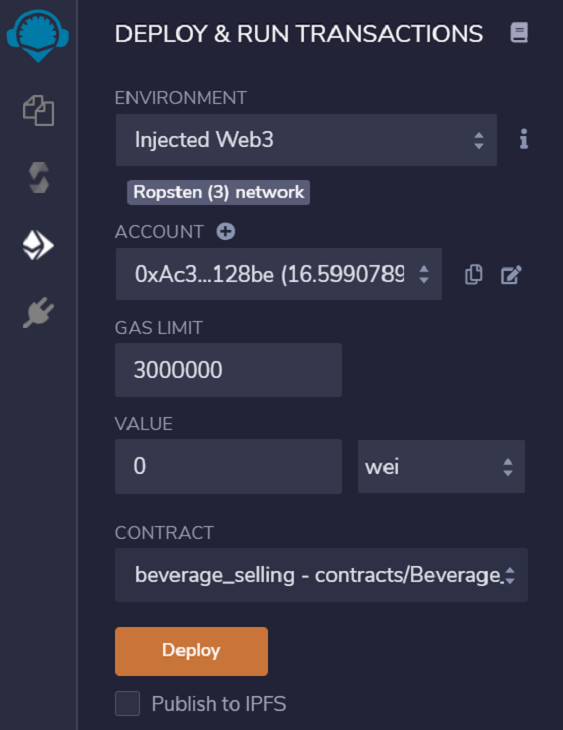 DEPLOY & RUN TRANSACTIONS
ENVIRONMENT
Injected Web3
Ropsten (3) network
ACCOUNT
0xAc3...128be (16.5990789
GAS LIMIT
3000000
VALUE
0 wei
CONTRACT
beverage_selling - contracts/Beverage_
Deploy
Publish to IPFS